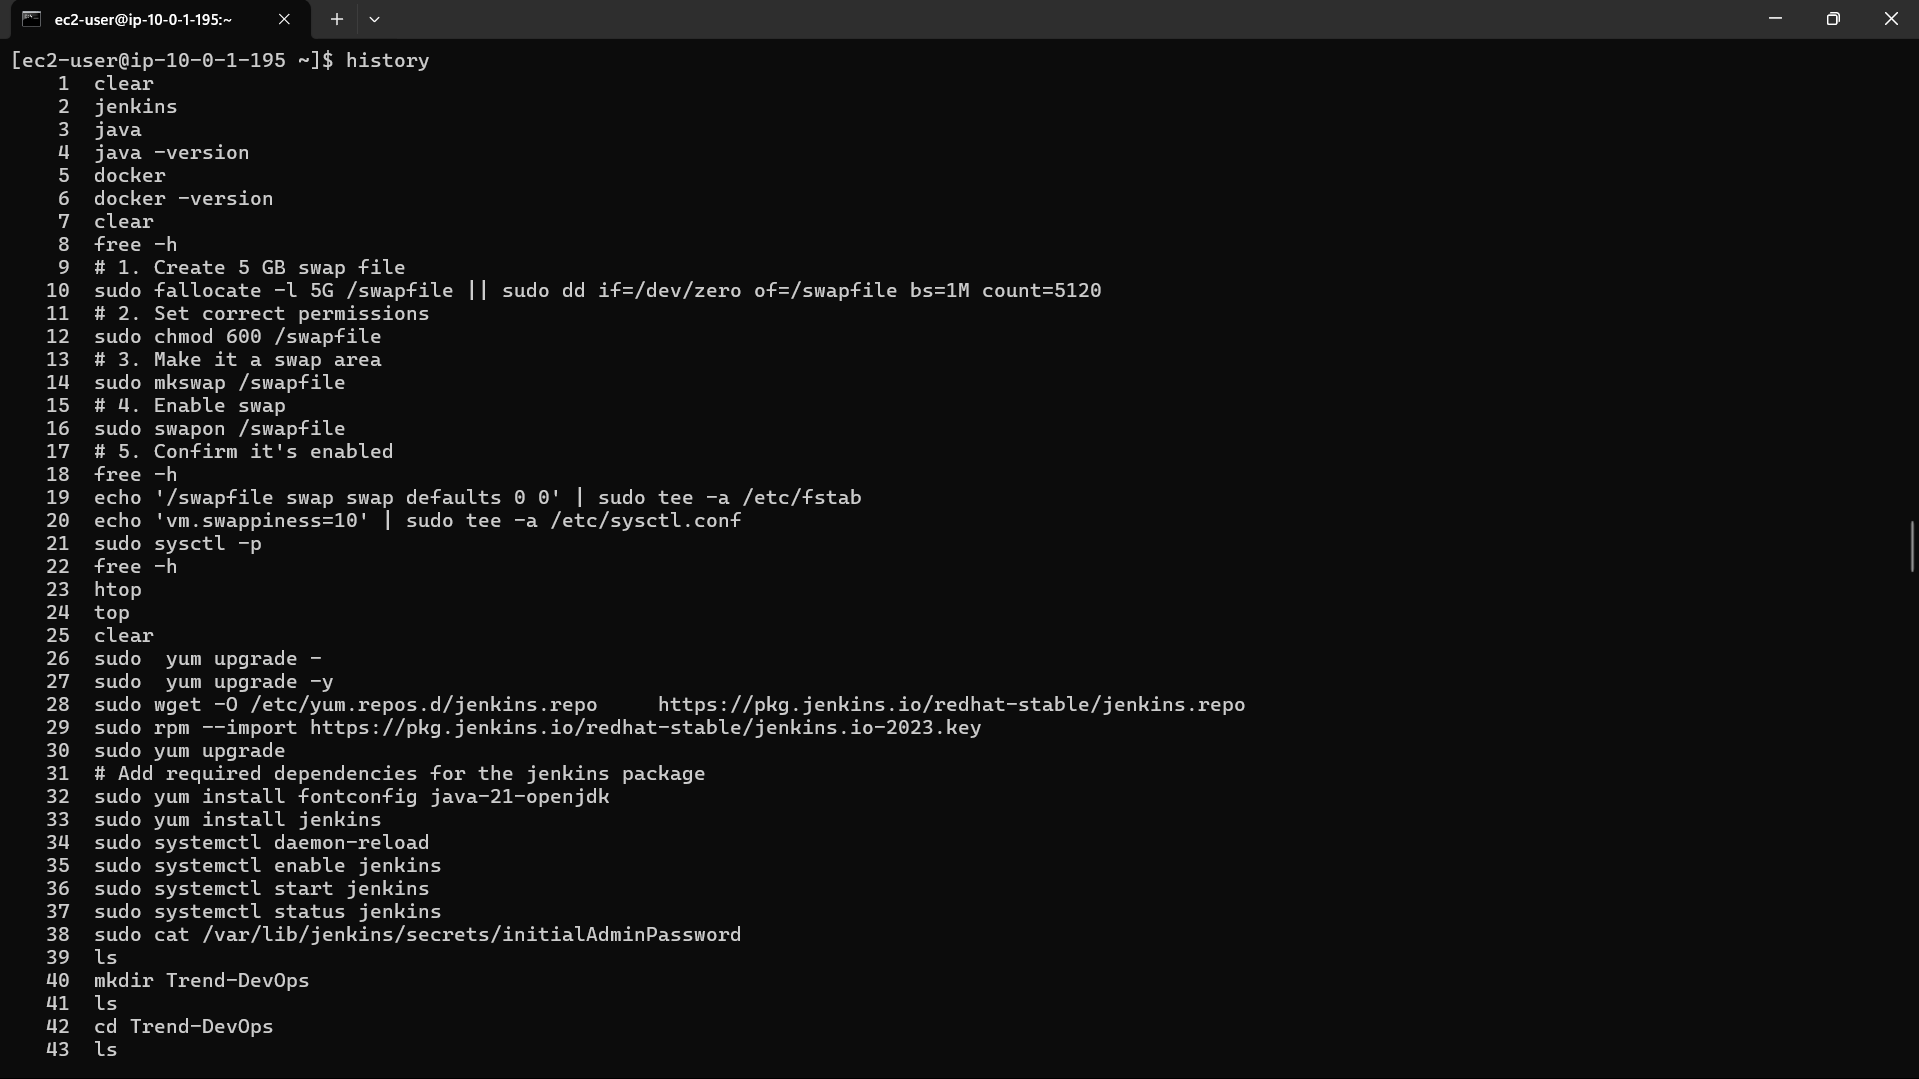 ec2-user@ip-10-0-1-195:~
[ec2-user@ip-10-0-1-195 ~]$ history
1 clear
2 jenkins
3 java
4 java -version
5 docker
6 docker -version
7 clear
8 free -h
9 # 1. Create 5 GB swap file
10 sudo fallocate -l 5G /swapfile || sudo dd if=/dev/zero of=/swapfile bs=1M count=5120
11 # 2. Set correct permissions
12 sudo chmod 600 /swapfile
13 # 3. Make it a swap area
14 sudo mkswap /swapfile
15 # 4. Enable swap
16 sudo swapon /swapfile
17 # 5. Confirm it's enabled
18 free -h
19 echo '/swapfile swap swap defaults 0 0' | sudo tee -a /etc/fstab
20 echo 'vm.swappiness=10' | sudo tee -a /etc/sysctl.conf
21 sudo sysctl -p
22 free -h
23 htop
24 top
25 clear
26 sudo  yum upgrade -
27 sudo  yum upgrade -y
28 sudo wget -O /etc/yum.repos.d/jenkins.repo     https://pkg.jenkins.io/redhat-stable/jenkins.repo
29 sudo rpm --import https://pkg.jenkins.io/redhat-stable/jenkins.io-2023.key
30 sudo yum upgrade
31 # Add required dependencies for the jenkins package
32 sudo yum install fontconfig java-21-openjdk
33 sudo yum install jenkins
34 sudo systemctl daemon-reload
35 sudo systemctl enable jenkins
36 sudo systemctl start jenkins
37 sudo systemctl status jenkins
38 sudo cat /var/lib/jenkins/secrets/initialAdminPassword
39 ls
40 mkdir Trend-DevOps
41 ls
42 cd Trend-DevOps
43 ls